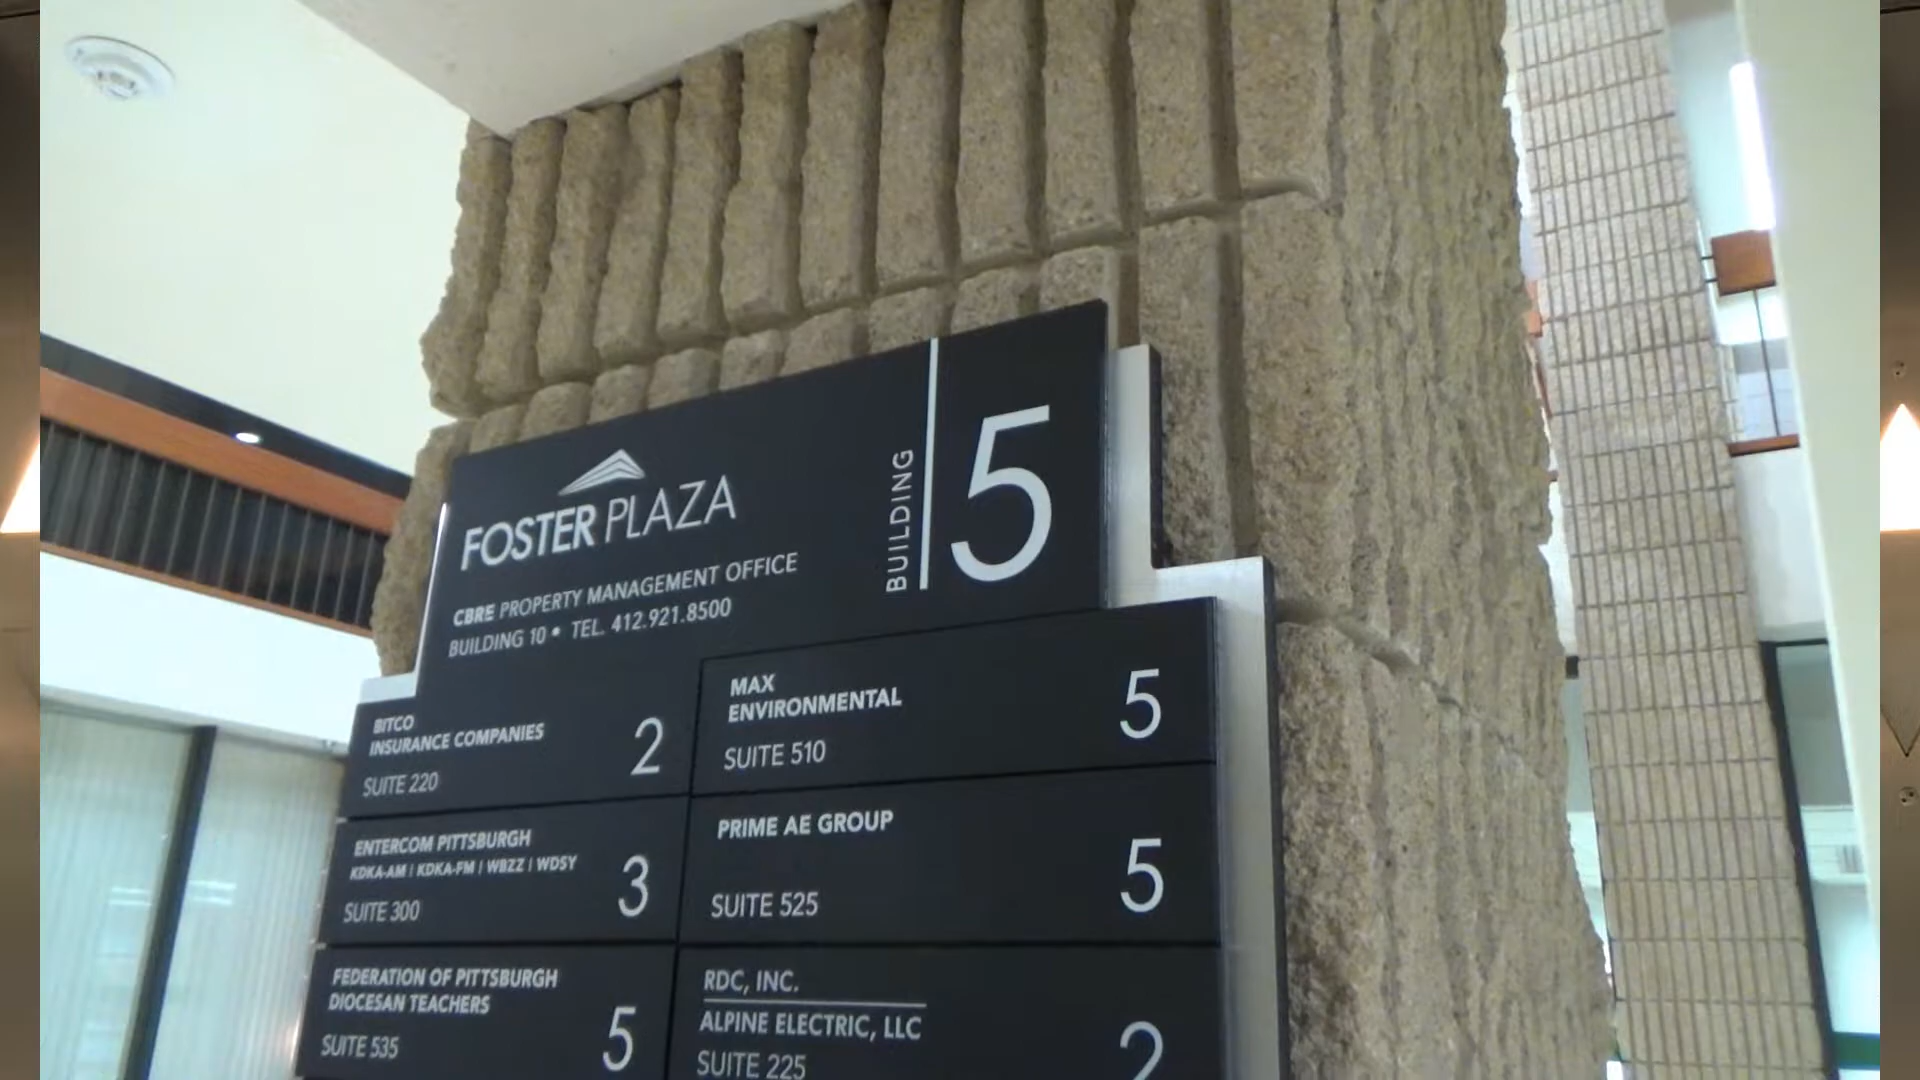 FOSTER PLAZA
CBRE PROPERTY MANAGEMENT OFFICE
BUILDING 10 • TEL. 412.921.8500
BUILDING 5
BITCO
INSURANCE COMPANIES
SUITE 220
2
ENTERCOM PITTSBURGH
KDKA-AM | KDKA-FM | WBZZ | WDSY
SUITE 300
3
FEDERATION OF PITTSBURGH
DIOCESAN TEACHERS
SUITE 535
5
MAX
ENVIRONMENTAL
SUITE 510
5
PRIME AE GROUP
SUITE 525
5
RDC, INC.
ALPINE ELECTRIC, LLC
SUITE 225
2